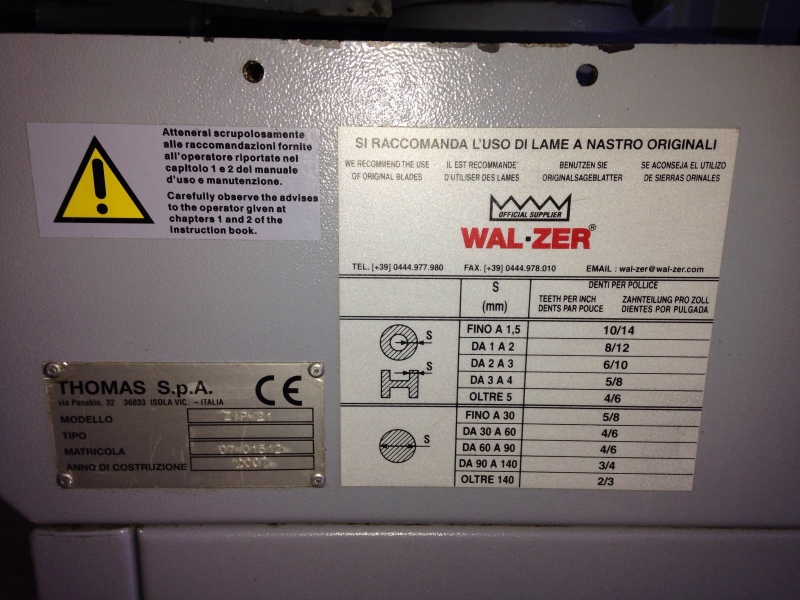 Attenersi scrupolosamente
alle raccomandazioni fornite
all'operatore riportate nel
capitolo 1 e 2 del manuale
d'uso e manutenzione.
Carefully observe the advises
to the operator given at
chapters 1 and 2 of the
Instruction book.
SI RACCOMANDA L'USO DI LAME A NASTRO ORIGINALI
WE RECOMMEND THE USE IL EST RECOMMANDE' BENUTZEN SIE SE ACONSEJA EL UTILIZO
OF ORIGINAL BLADES D'UTILISER DES LAMES ORIGINALSAGEBLATTER DE SIERRAS ORINALES
OFFICIAL SUPPLIER
WAL·ZER®
TEL. [+39] 0444.977.980 FAX. [+39] 0444.978.010 EMAIL : wal-zer@wal-zer.com
S (mm) DENTI PER POLLICE
TEETH PER INCH ZAHNTEILUNG PRO ZOLL
DENTS PAR POUCE DIENTES POR PULGADA
S FINO A 1,5 10/14
DA 1 A 2 8/12
S DA 2 A 3 6/10
DA 3 A 4 5/8
OLTRE 5 4/6
FINO A 30 5/8
S DA 30 A 60 4/6
DA 60 A 90 4/6
DA 90 A 140 3/4
OLTRE 140 2/3
THOMAS S.p.A. CE
via Pasubio, 32 36033 ISOLA VIC. - ITALIA
MODELLO
TIPO
MATRICOLA
ANNO DI COSTRUZIONE